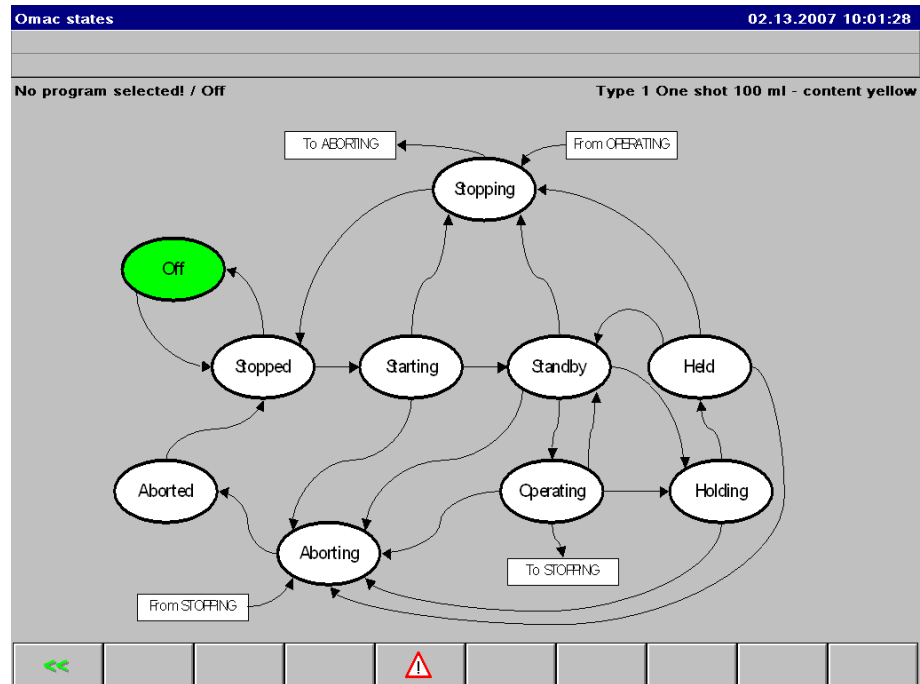 Omac states 02.13.2007 10:01:28
No program selected! / Off Type 1 One shot 100 ml - content yellow
To ABORTING
From OPERATING
Stopping
Off
Stopped
Starting
Standby
Held
Aborted
Operating
Holding
Aborting
To STOPPING
From STOPPING
<<
!